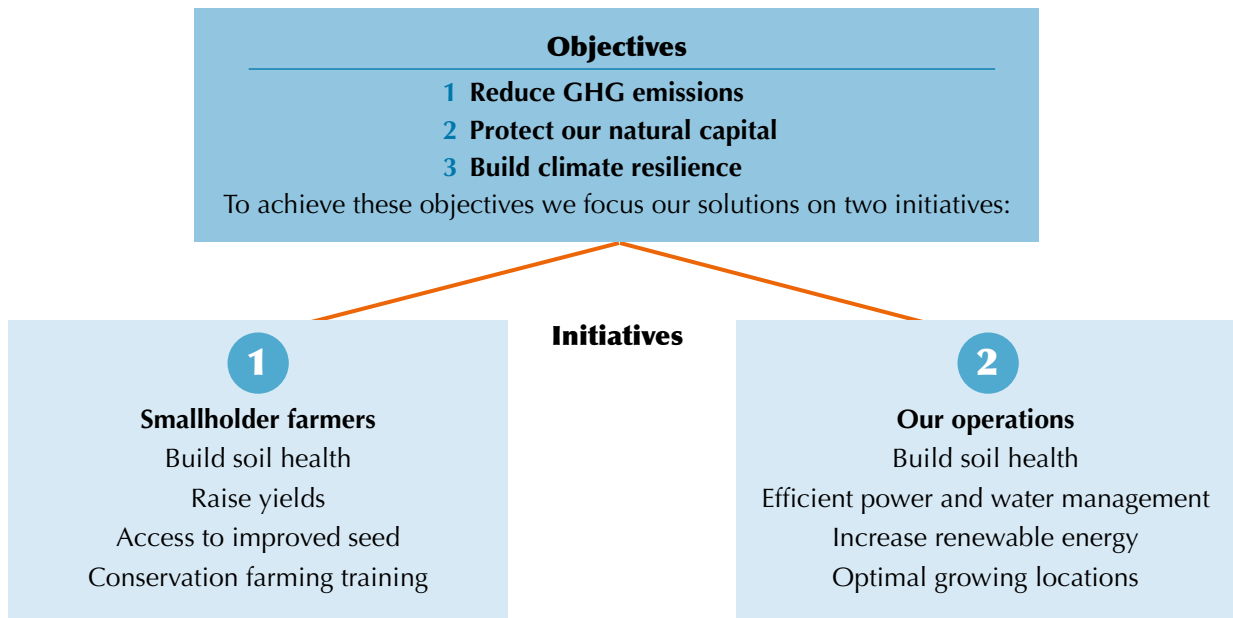 Objectives
1 Reduce GHG emissions
2 Protect our natural capital
3 Build climate resilience
To achieve these objectives we focus our solutions on two initiatives:
Initiatives
1
Smallholder farmers
Build soil health
Raise yields
Access to improved seed
Conservation farming training
2
Our operations
Build soil health
Efficient power and water management
Increase renewable energy
Optimal growing locations